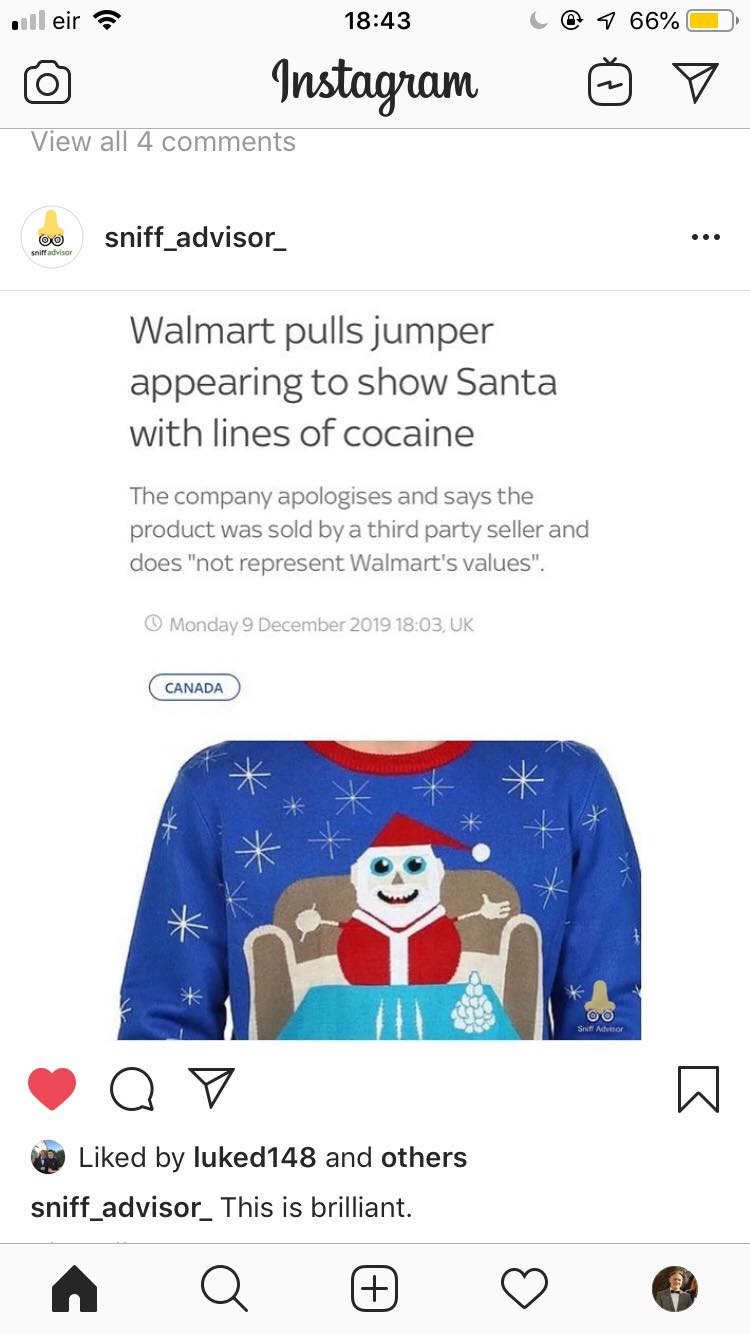 eir 18:43 66%
Instagram
View all 4 comments
sniff advisor
sniff_advisor_
Walmart pulls jumper
appearing to show Santa
with lines of cocaine
The company apologises and says the
product was sold by a third party seller and
does "not represent Walmart's values".
Monday 9 December 2019 18:03, UK
CANADA
Sniff Advisor
Liked by luked148 and others
sniff_advisor_ This is brilliant.